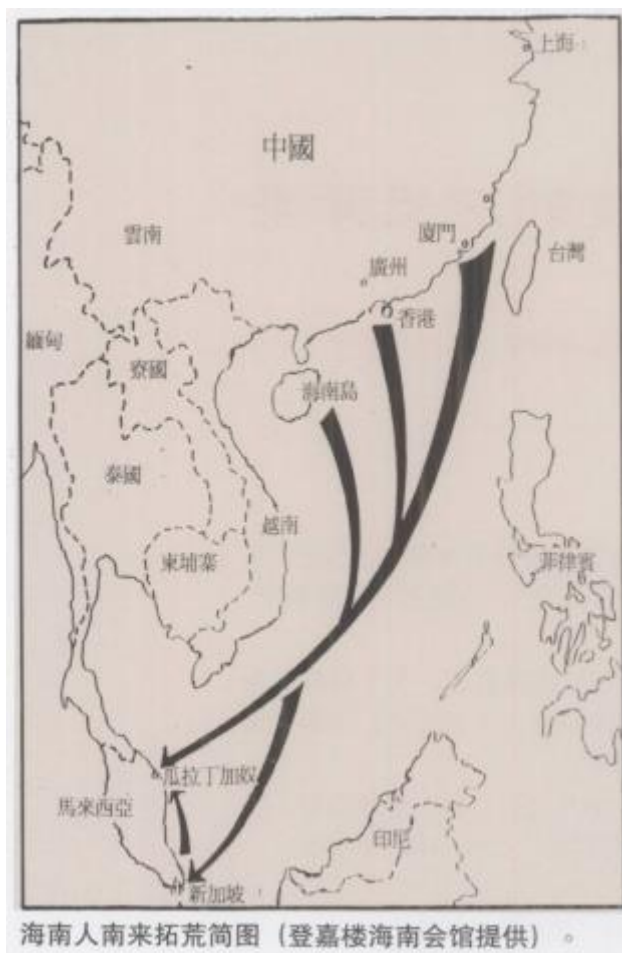 上海
中國
雲南
廈門
台灣
廣州
香港
緬甸
寮國
海南島
泰國
越南
柬埔寨
菲律賓
瓜拉丁加奴
馬來西亞
印尼
新加坡
海南人南来拓荒简图（登嘉楼海南会馆提供）。